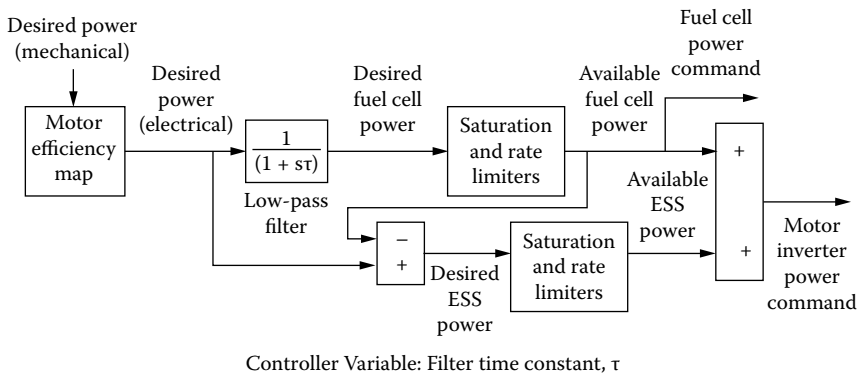 Desired power
(mechanical)
Motor
efficiency
map
Desired
power
(electrical)
1
(1 + sτ)
Low-pass
filter
Desired
fuel cell
power
Saturation
and rate
limiters
Available
fuel cell
power
Fuel cell
power
command
−
+
Desired
ESS
power
Saturation
and rate
limiters
Available
ESS
power
+
+
Motor
inverter
power
command
Controller Variable: Filter time constant, τ